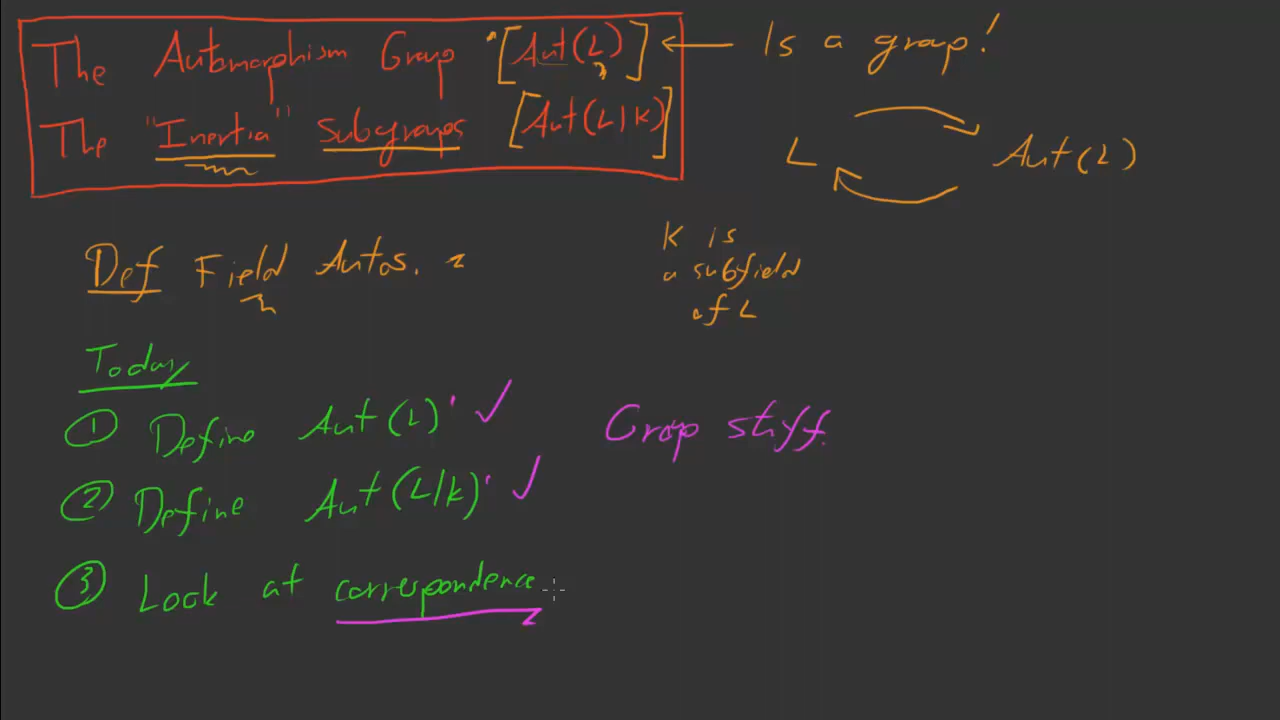 The Automorphism Group [Aut(L)] ← Is a group!
The "Inertia" Subgroups [Aut(L|K)]
L Aut(L)
Def Field Autos.
K is
a subfield
of L
Today
① Define Aut(L) ✓
Group stuff.
② Define Aut(L|K) ✓
③ Look at correspondence